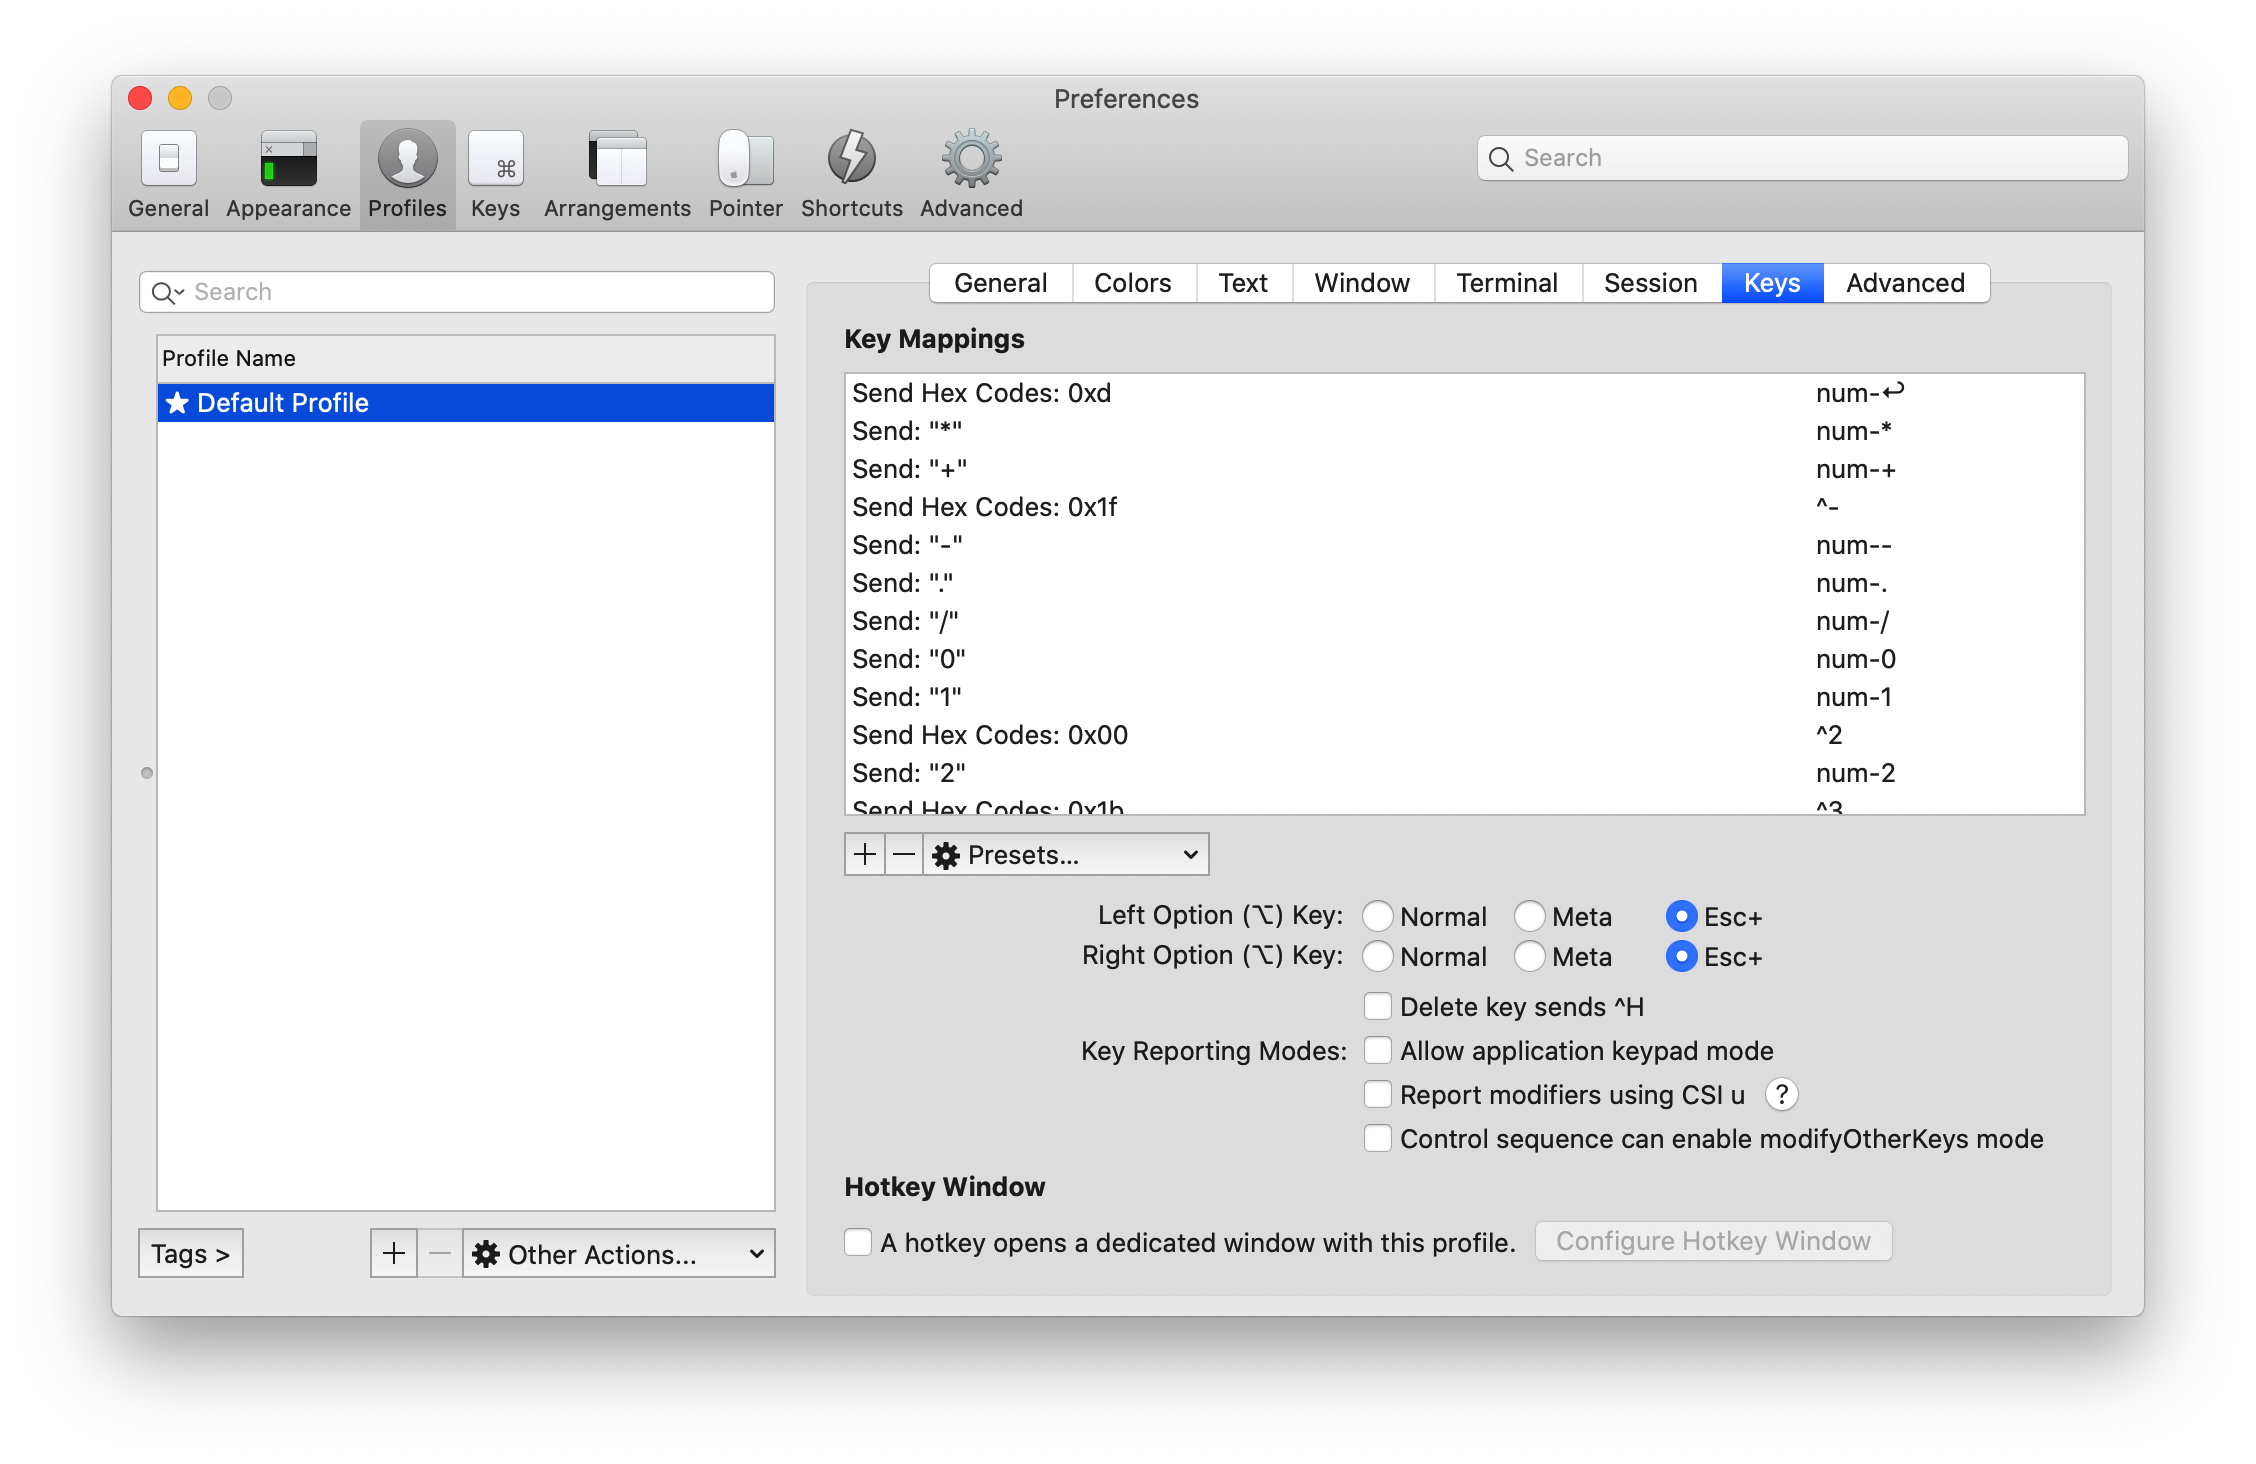 Preferences
General Appearance Profiles Keys Arrangements Pointer Shortcuts Advanced
Search
Search
Profile Name
Default Profile
Tags >
Other Actions...
General Colors Text Window Terminal Session Keys Advanced
Key Mappings
Send Hex Codes: 0xd num-↩
Send: "*" num-*
Send: "+" num-+
Send Hex Codes: 0x1f ^-
Send: "-" num--
Send: "." num-.
Send: "/" num-/
Send: "0" num-0
Send: "1" num-1
Send Hex Codes: 0x00 ^2
Send: "2" num-2
Send Hex Codes: 0x1b ^3
Presets...
Left Option (⌥) Key: Normal Meta Esc+
Right Option (⌥) Key: Normal Meta Esc+
Delete key sends ^H
Key Reporting Modes: Allow application keypad mode
Report modifiers using CSI u ?
Control sequence can enable modifyOtherKeys mode
Hotkey Window
A hotkey opens a dedicated window with this profile. Configure Hotkey Window